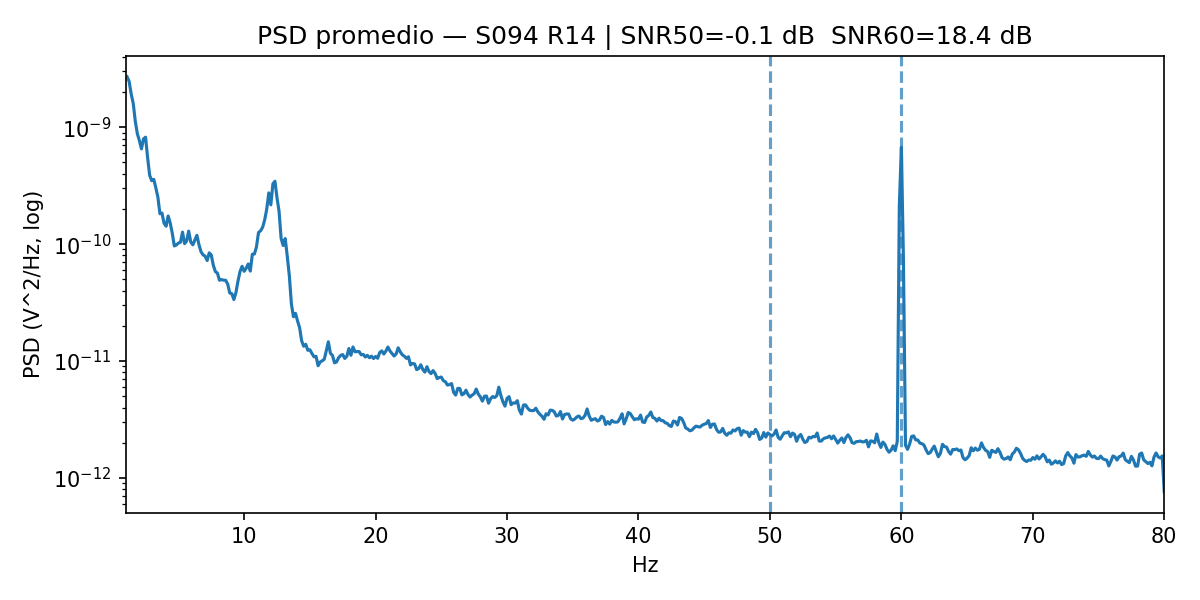 PSD promedio — S094 R14 | SNR50=-0.1 dB  SNR60=18.4 dB
PSD (V^2/Hz, log)
10⁻⁹
10⁻¹⁰
10⁻¹¹
10⁻¹²
10 20 30 40 50 60 70 80
Hz